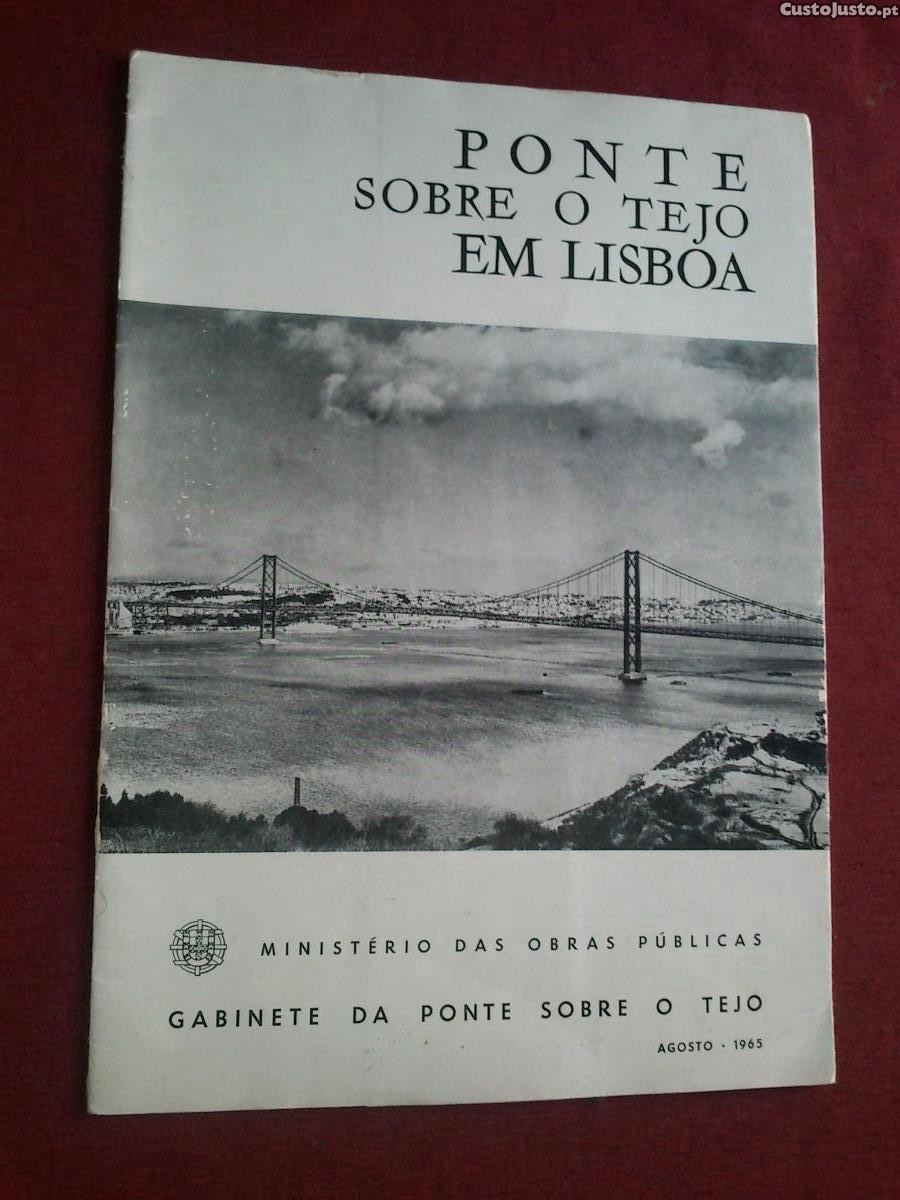 CustoJusto.pt
PONTE
SOBRE O TEJO
EM LISBOA
MINISTÉRIO DAS OBRAS PÚBLICAS
GABINETE DA PONTE SOBRE O TEJO
AGOSTO · 1965